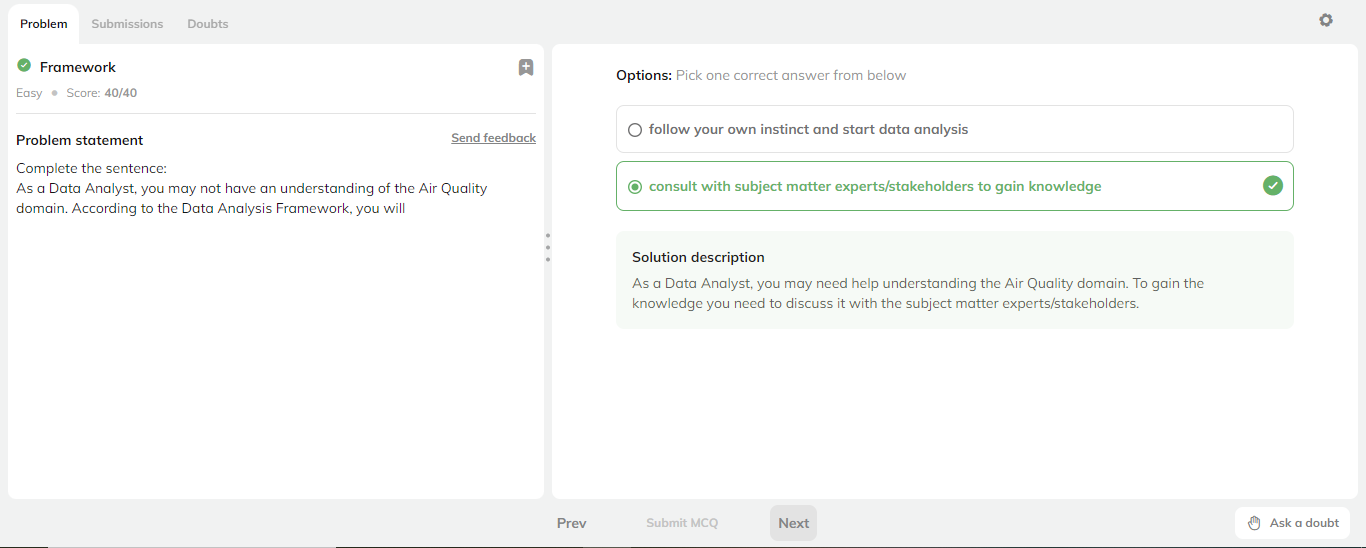 Problem
Submissions
Doubts
Framework
Easy
Score: 40/40
Problem statement
Send feedback
Complete the sentence:
As a Data Analyst, you may not have an understanding of the Air Quality
domain. According to the Data Analysis Framework, you will
Options: Pick one correct answer from below
follow your own instinct and start data analysis
consult with subject matter experts/stakeholders to gain knowledge
Solution description
As a Data Analyst, you may need help understanding the Air Quality domain. To gain the
knowledge you need to discuss it with the subject matter experts/stakeholders.
Prev
Submit MCQ
Next
Ask a doubt